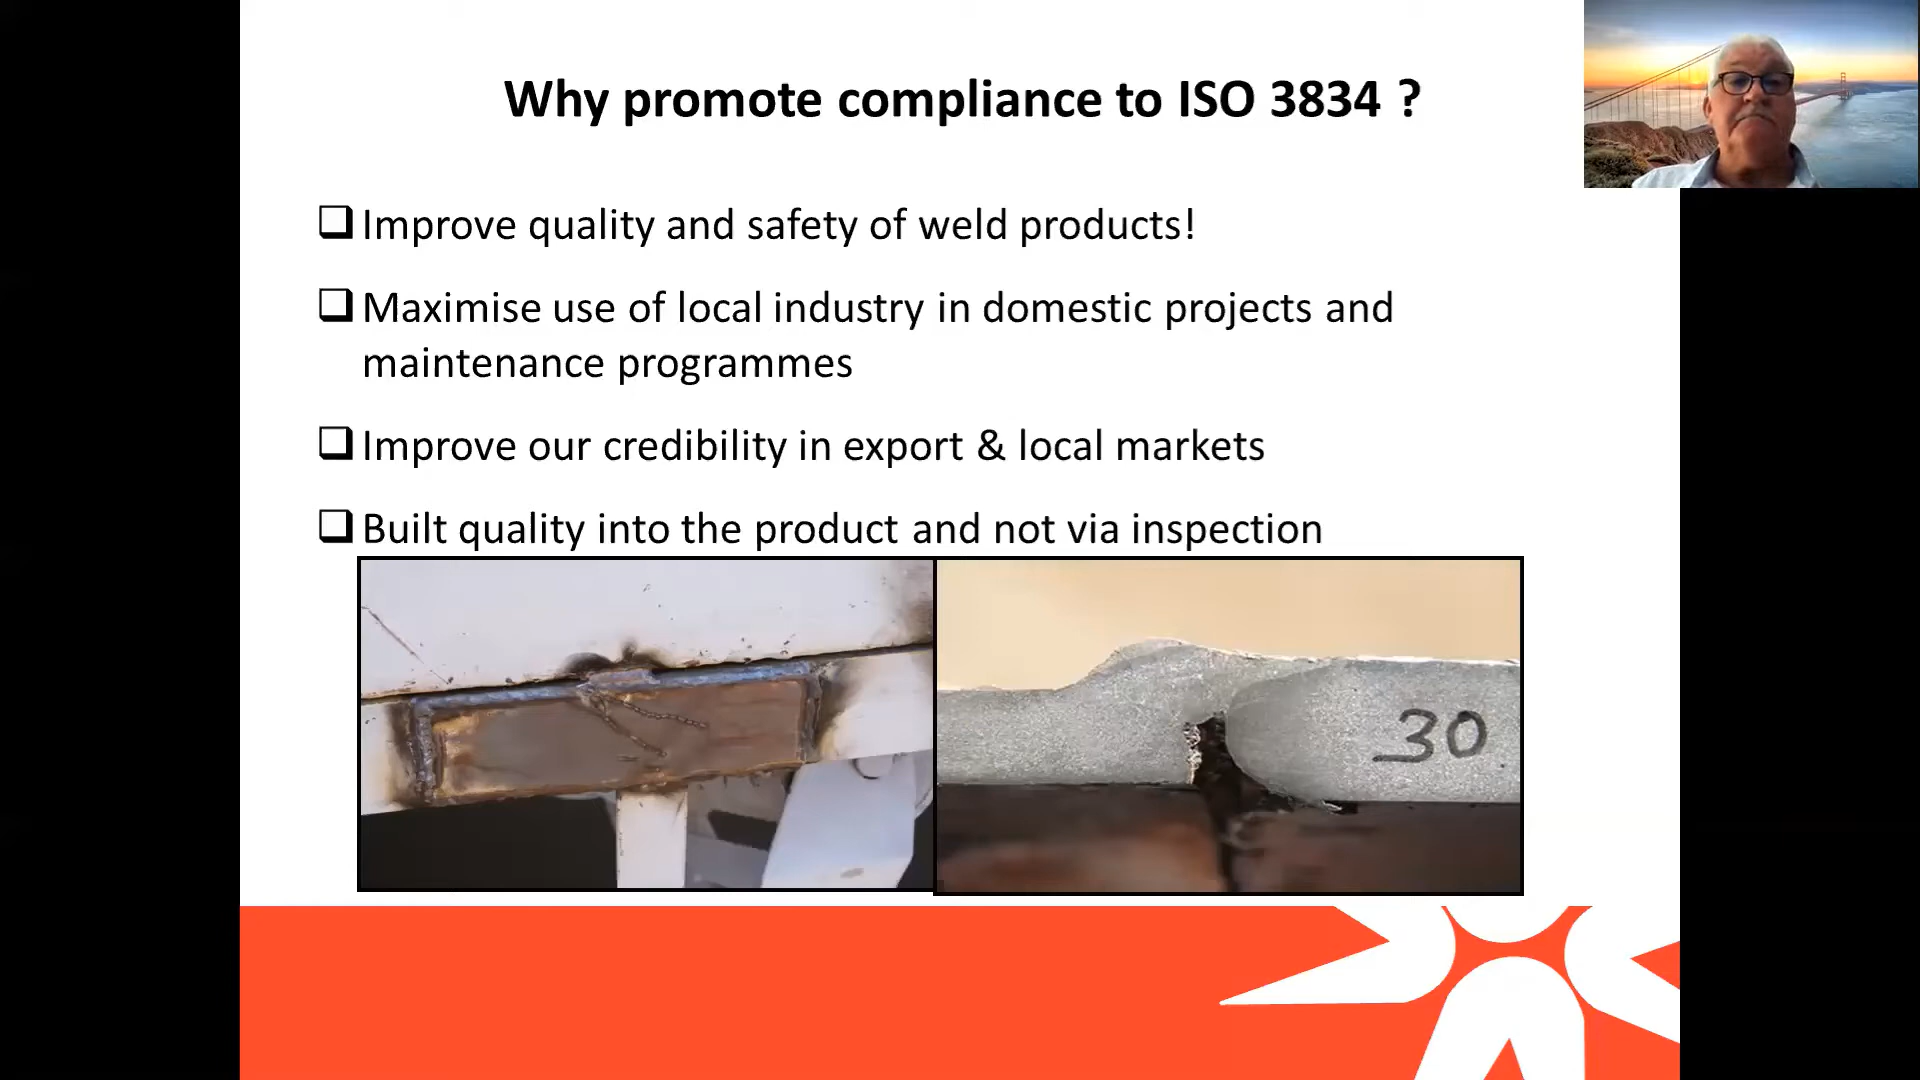 Why promote compliance to ISO 3834 ?
Improve quality and safety of weld products!
Maximise use of local industry in domestic projects and
maintenance programmes
Improve our credibility in export & local markets
Built quality into the product and not via inspection
30